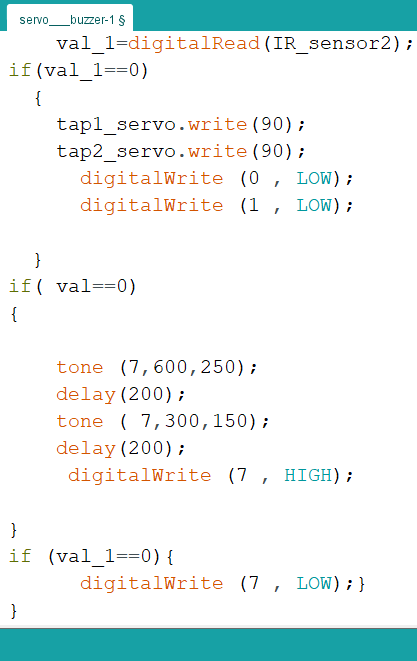 servo___buzzer-1 §
val_1=digitalRead(IR_sensor2);
if(val_1==0)
{
tap1_servo.write(90);
tap2_servo.write(90);
digitalWrite (0 , LOW);
digitalWrite (1 , LOW);
}
if( val==0)
{
tone (7,600,250);
delay(200);
tone ( 7,300,150);
delay(200);
digitalWrite (7 , HIGH);
}
if (val_1==0){
digitalWrite (7 , LOW);}
}